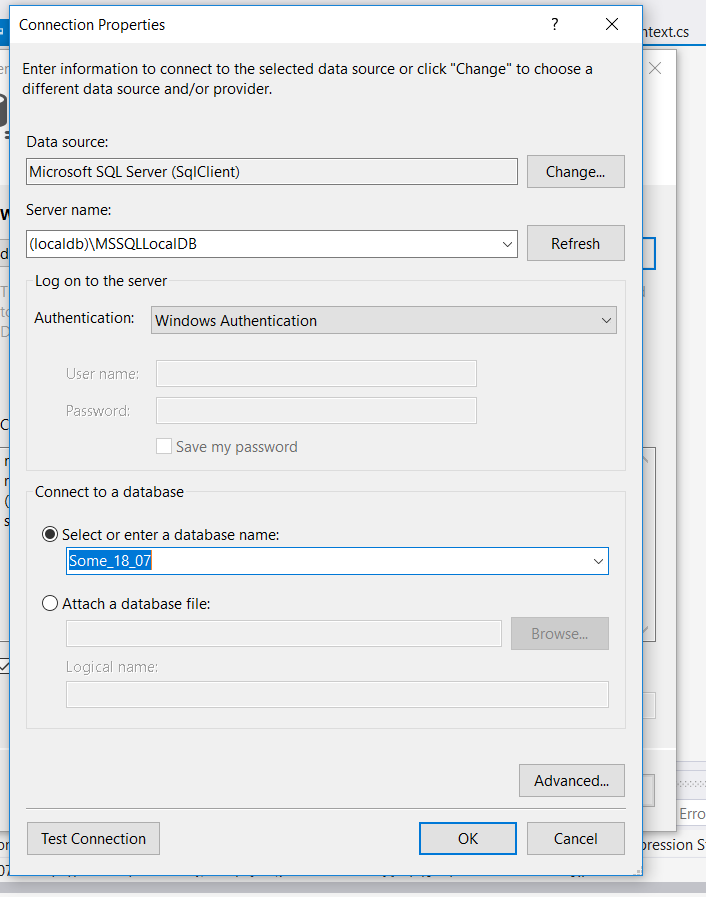 Connection Properties
?
ntext.cs
Enter information to connect to the selected data source or click "Change" to choose a
different data source and/or provider.
Data source:
Microsoft SQL Server (SqlClient)
Change...
Server name:
(localdb)\MSSQLLocalDB
Refresh
Log on to the server
Authentication:
Windows Authentication
User name:
Password:
Save my password
Connect to a database
Select or enter a database name:
Some_18_07
Attach a database file:
Browse...
Logical name:
Advanced...
Erro
Test Connection
OK
Cancel
pression S